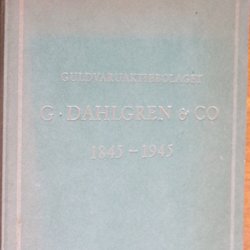 GULDVARUAKTIEBOLAGET
G. DAHLGREN & CO
1845 - 1945